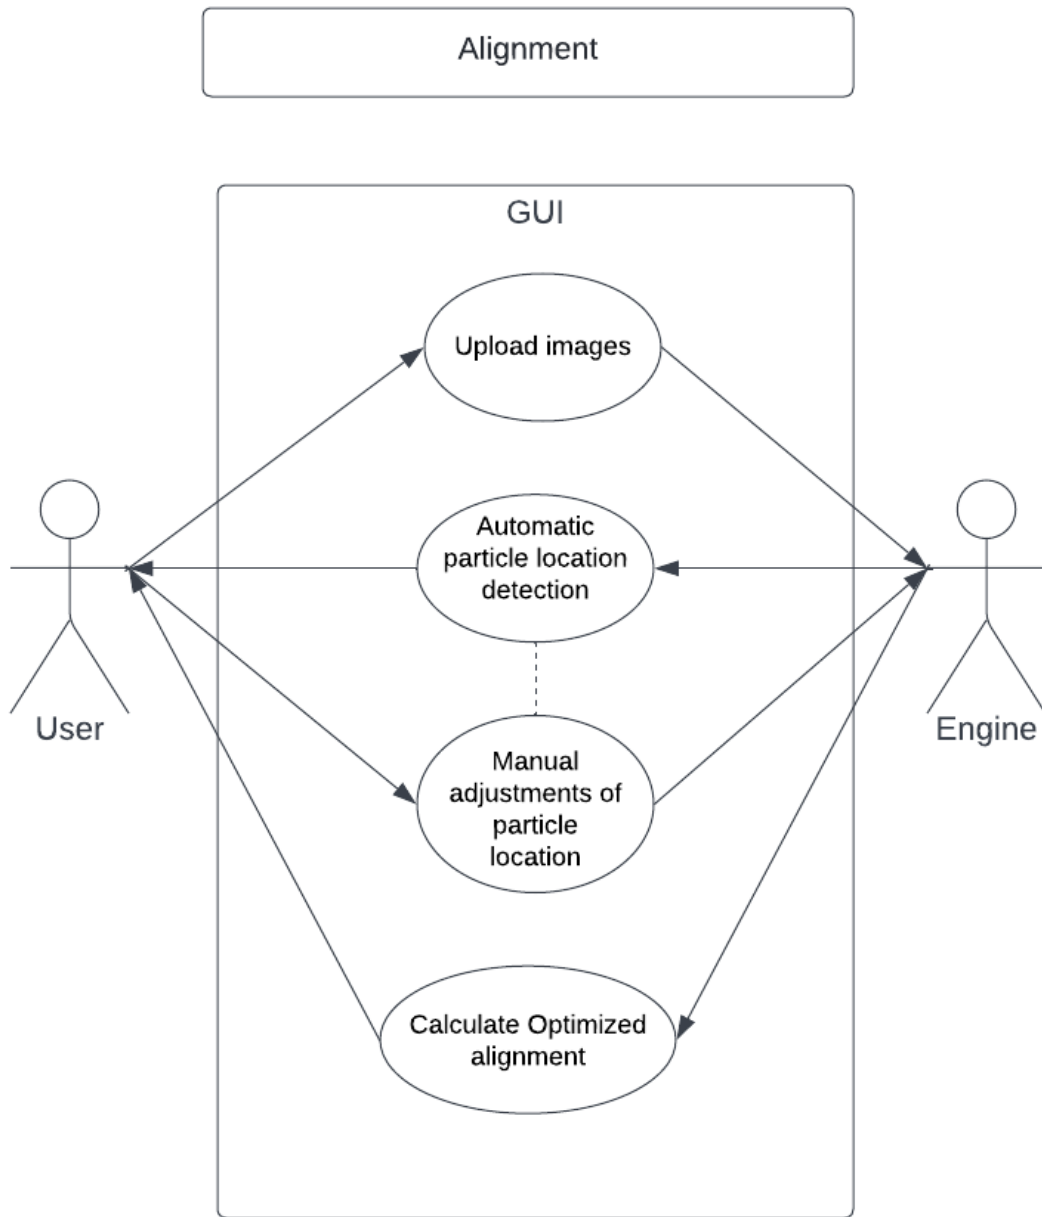 Alignment
GUI
Upload images
Automatic
particle location
detection
User
Engine
Manual
adjustments of
particle
location
Calculate Optimized
alignment